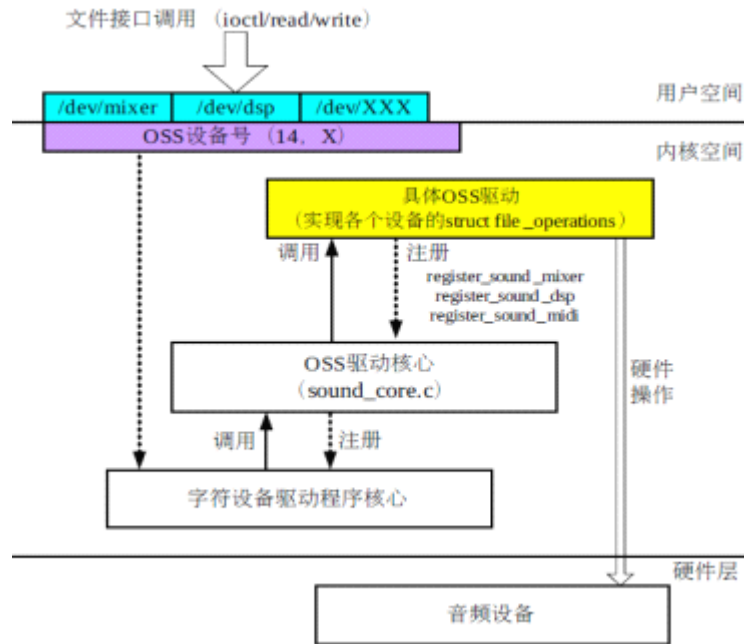 文件接口调用 （ioctl/read/write）
用户空间
/dev/mixer
/dev/dsp
/dev/XXX
OSS设备号 （14，X）
内核空间
具体OSS驱动
（实现各个设备的struct file_operations）
调用
注册
register_sound_mixer
register_sound_dsp
register_sound_midi
OSS驱动核心
（sound_core.c）
硬件
操作
调用
注册
字符设备驱动程序核心
硬件层
音频设备